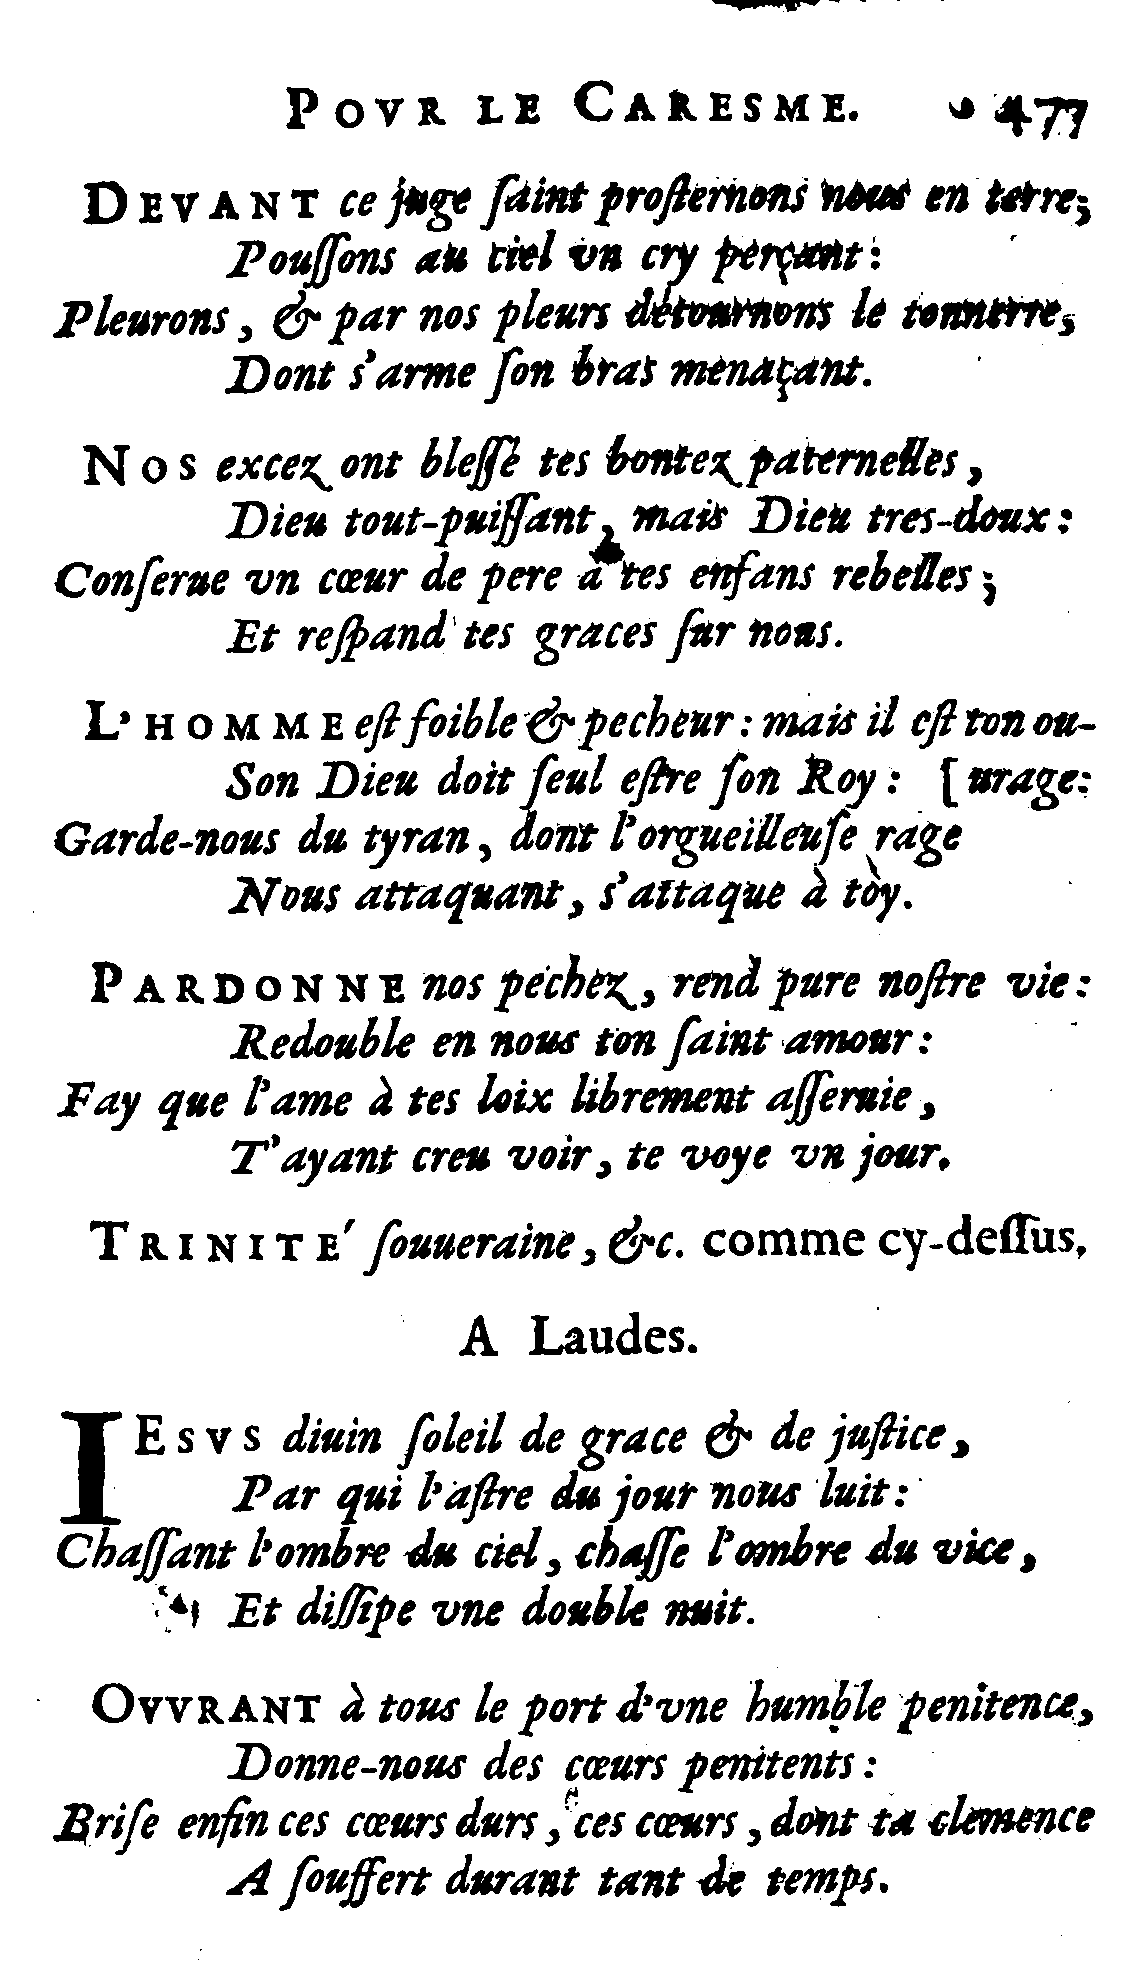 POVR LE CARESME. 477
DEVANT ce juge ſaint proſternons nous en terre;
Pouſſons au ciel vn cry perçant:
Pleurons, & par nos pleurs détournons le tonnerre,
Dont s'arme ſon bras menaçant.
NOS excez ont bleſſé tes bontez paternelles,
Dieu tout-puiſſant, mais Dieu tres-doux:
Conſerue vn cœur de pere à tes enfans rebelles;
Et reſpand tes graces ſur nous.
L'HOMME eſt foible & pecheur: mais il eſt ton ou-
Son Dieu doit ſeul eſtre ſon Roy: [urage:
Garde-nous du tyran, dont l'orgueilleuſe rage
Nous attaquant, s'attaque à toy.
PARDONNE nos pechez, rend pure noſtre vie:
Redouble en nous ton ſaint amour:
Fay que l'ame à tes loix librement aſſeruie,
T'ayant creu voir, te voye vn jour.
TRINITE' ſouueraine, &c. comme cy-deſſus,
A Laudes.
IESVS diuin ſoleil de grace & de juſtice,
Par qui l'aſtre du jour nous luit:
Chaſſant l'ombre du ciel, chaſſe l'ombre du vice,
Et diſſipe vne double nuit.
OVVRANT à tous le port d'vne humble penitence,
Donne-nous des cœurs penitents:
Briſe enfin ces cœurs durs, ces cœurs, dont ta clemence
A ſouffert durant tant de temps.